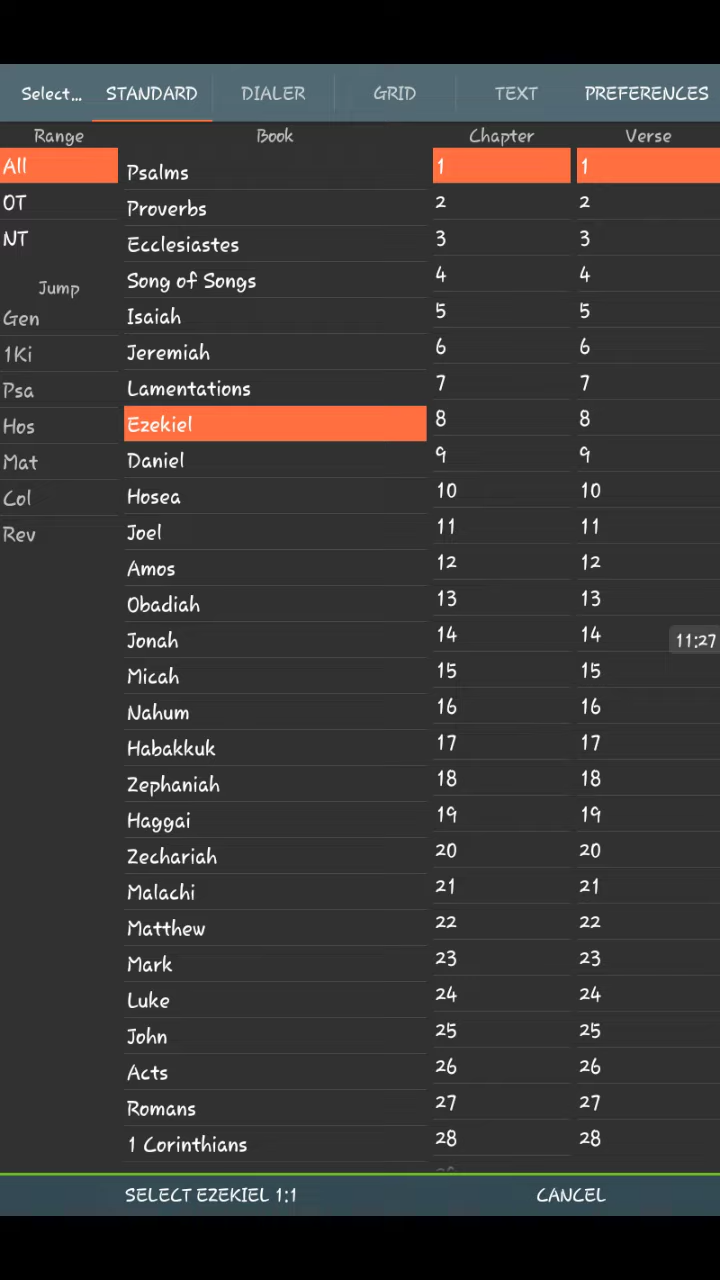 Select... STANDARD DIALER GRID TEXT PREFERENCES
Range Book Chapter Verse
All Psalms 1 1
OT Proverbs 2 2
NT Ecclesiastes 3 3
Jump Song of Songs 4 4
Gen Isaiah 5 5
1Ki Jeremiah 6 6
Psa Lamentations 7 7
Hos Ezekiel 8 8
Mat Daniel 9 9
Col Hosea 10 10
Rev Joel 11 11
Amos 12 12
Obadiah 13 13
Jonah 14 14 11:27
Micah 15 15
Nahum 16 16
Habakkuk 17 17
Zephaniah 18 18
Haggai 19 19
Zechariah 20 20
Malachi 21 21
Matthew 22 22
Mark 23 23
Luke 24 24
John 25 25
Acts 26 26
Romans 27 27
1 Corinthians 28 28
SELECT EZEKIEL 1:1 CANCEL